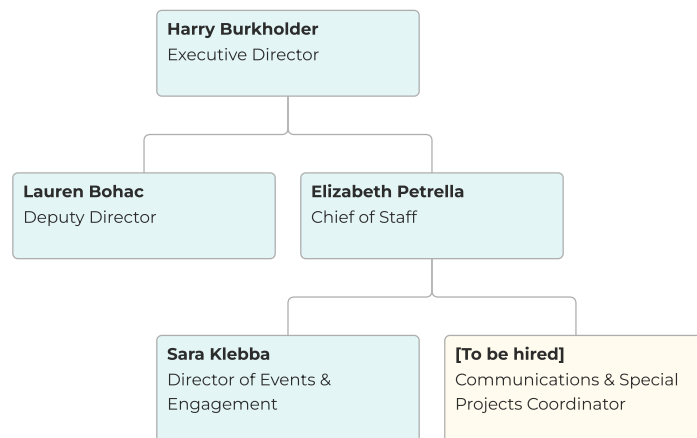 Harry Burkholder
Executive Director
Lauren Bohac
Deputy Director
Elizabeth Petrella
Chief of Staff
Sara Klebba
Director of Events &
Engagement
[To be hired]
Communications & Special
Projects Coordinator